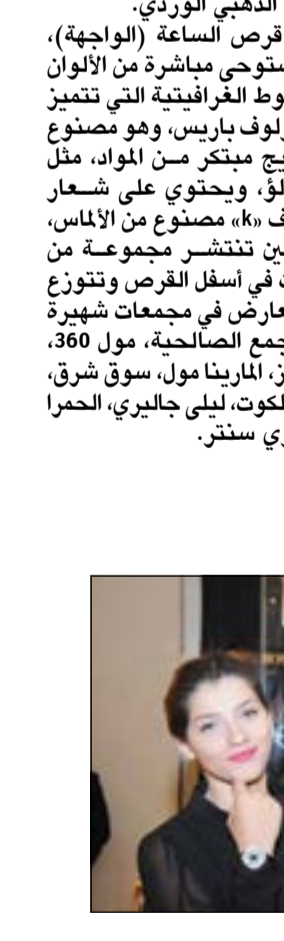 الذهبي الوردي.
قرص الساعة (الواجهة)،
ستوحى مباشرة من الألوان
وط الغرافيتية التي تتميز
ولوف باريس، وهو مصنوع
يج مبتكر من المواد، مثل
لؤ، ويحتوي على شعار
ف «k» مصنوع من الألماس،
ين تنتشر مجموعة من
ت في أسفل القرص وتتوزع
عارض في مجمعات شهيرة
جمع الصالحية، مول 360،
ز، المارينا مول، سوق شرق،
لكوت، ليلى جاليري، الحمرا
ري سنتر.